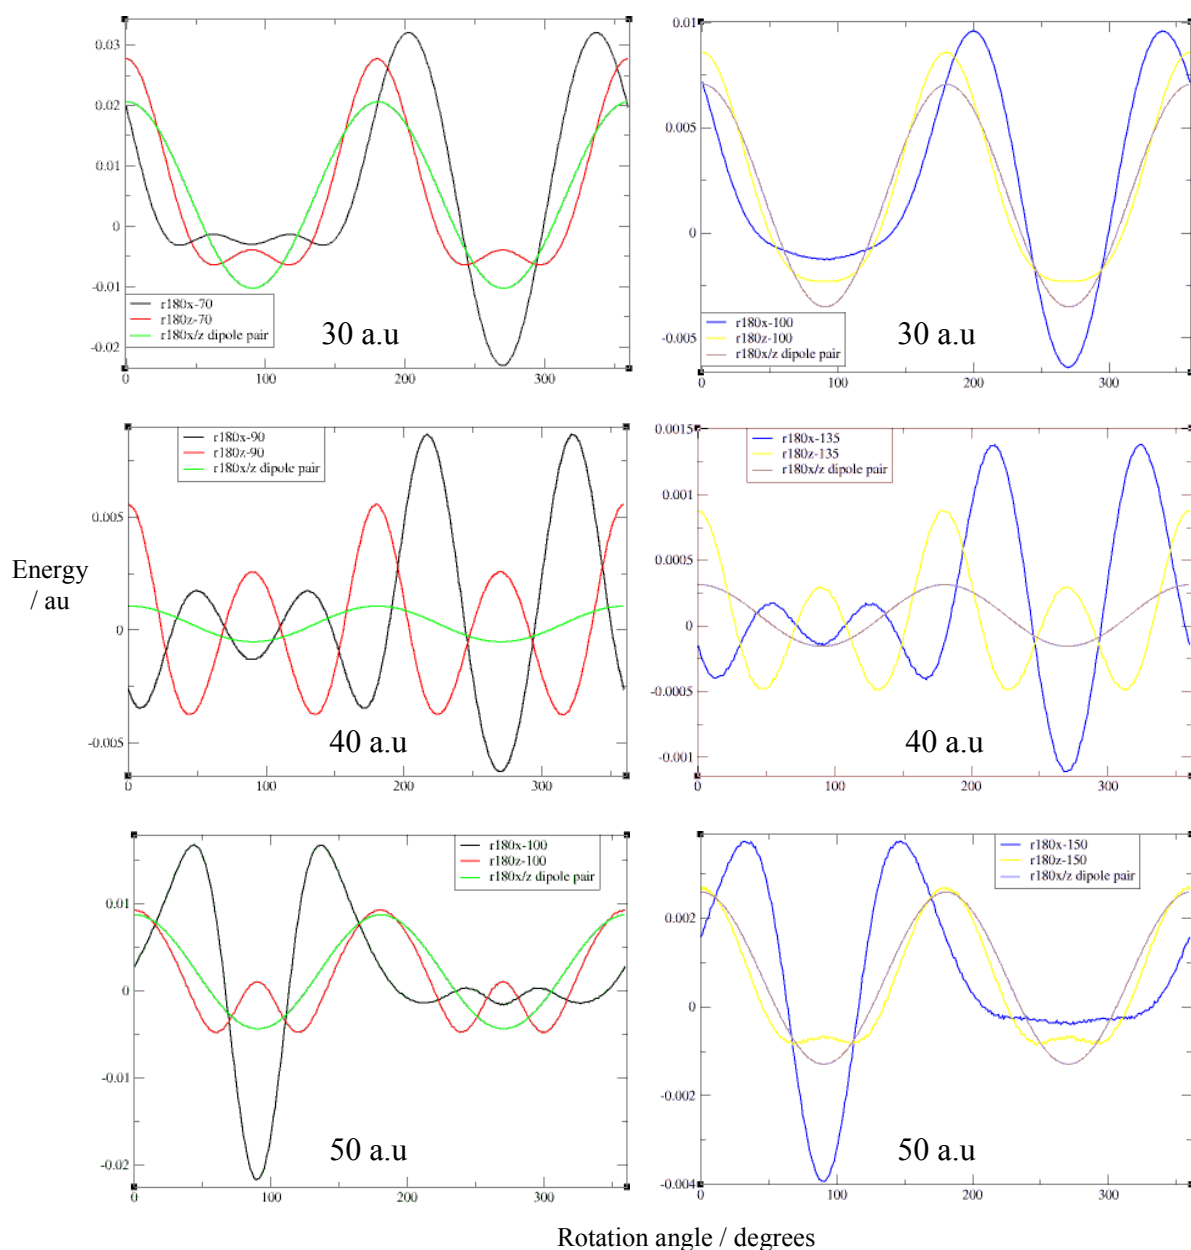 0.03
0.02
0.01
0
-0.01
-0.02
r180x-70
r180z-70
r180x/z dipole pair
30 a.u
0
100
200
300
0.01
0.005
0
-0.005
r180x-100
r180z-100
r180x/z dipole pair
30 a.u
0
100
200
300
Energy
/ au
0.005
0
-0.005
r180x-90
r180z-90
r180x/z dipole pair
40 a.u
0
100
200
300
0.0015
0.001
0.0005
0
-0.0005
-0.001
r180x-135
r180z-135
r180x/z dipole pair
40 a.u
0
100
200
300
0.01
0
-0.01
-0.02
r180x-100
r180z-100
r180x/z dipole pair
50 a.u
0
100
200
300
0.002
0
-0.002
-0.004
r180x-150
r180z-150
r180x/z dipole pair
50 a.u
0
100
200
300
Rotation angle / degrees